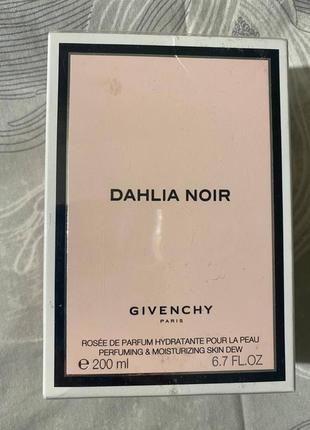 DAHLIA NOIR
GIVENCHY
PARIS
ROSÉE DE PARFUM HYDRATANTE POUR LA PEAU
PERFUMING & MOISTURIZING SKIN DEW
℮ 200 ml 6.7 FL.OZ